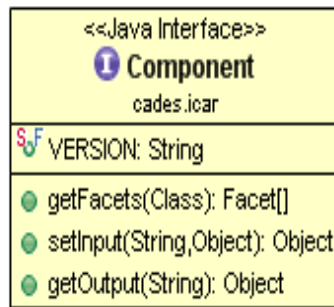 <<Java Interface>>
I Component
cades.icar
S F VERSION: String
getFacets(Class): Facet[]
setInput(String,Object): Object
getOutput(String): Object